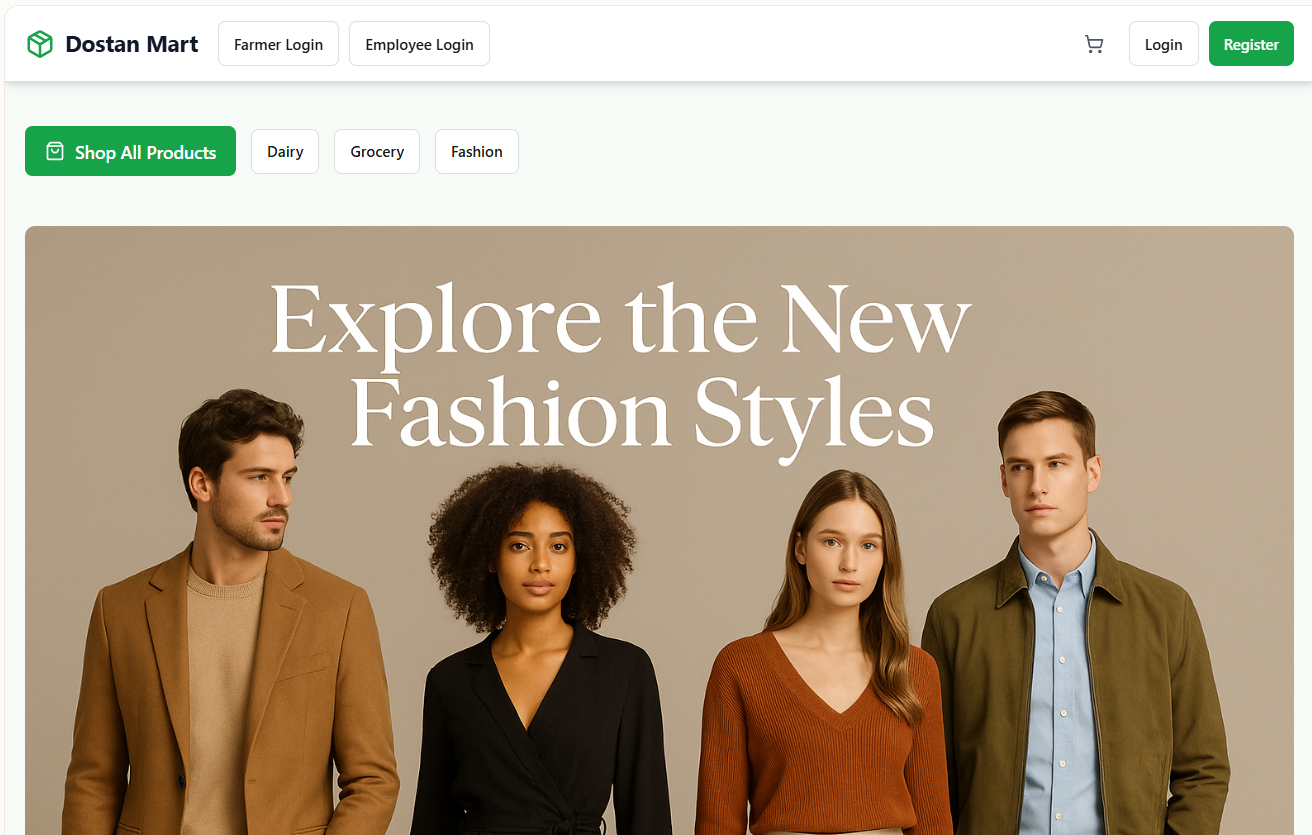 Dostan Mart Farmer Login Employee Login Login Register
Shop All Products Dairy Grocery Fashion
Explore the New
Fashion Styles